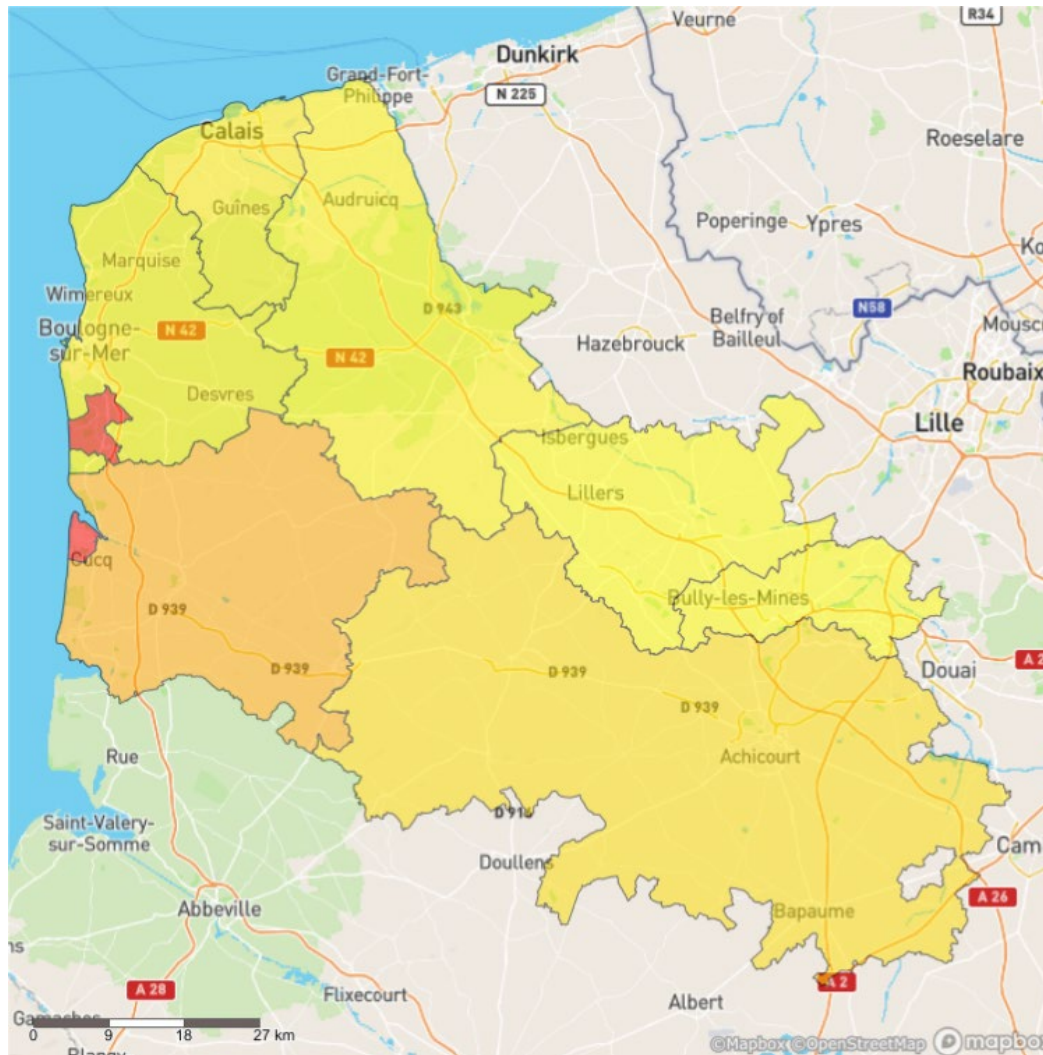 Veurne
R34
Dunkirk
Grand-Fort-
Philippe
N 225
Calais
Roeselare
Guînes
Audruicq
Poperinge
Ypres
Marquise
Wimereux
D 943
N58
Boulogne-
sur-Mer
N 42
N 42
Hazebrouck
Belfry of
Bailleul
Mouscr
Roubaix
Desvres
Lille
Isbergues
Lillers
Cucq
Bully-les-Mines
D 939
D 939
D 939
Douai
D 939
Achicourt
Rue
Saint-Valery-
sur-Somme
D 916
Doullens
Cam
Abbeville
Bapaume
A 26
A 28
Flixecourt
A 2
Albert
Gamaches
0 9 18 27 km
©Mapbox ©OpenStreetMap mapbox